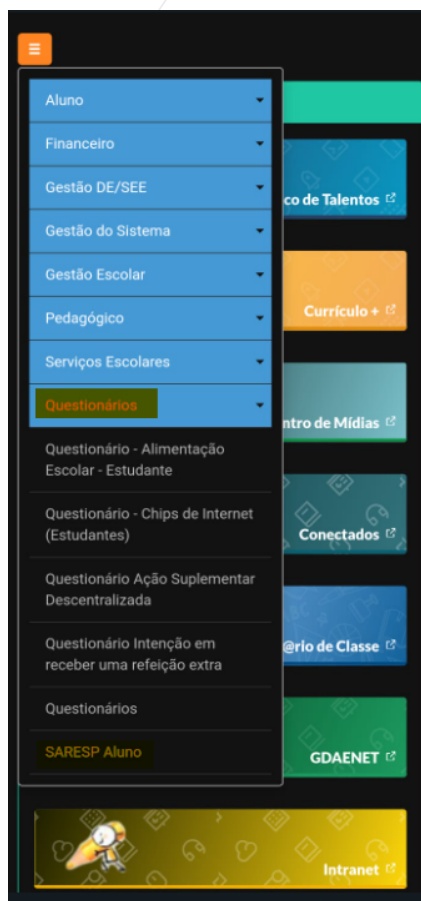 Aluno
Financeiro
Gestão DE/SEE
co de Talentos
Gestão do Sistema
Gestão Escolar
Currículo +
Pedagógico
Serviços Escolares
Questionários
ntro de Mídias
Questionário - Alimentação
Escolar - Estudante
Questionário - Chips de Internet
(Estudantes)
Conectados
Questionário Ação Suplementar
Descentralizada
Questionário Intenção em
receber uma refeição extra
@rio de Classe
Questionários
SARESP Aluno
GDAENET
Intranet